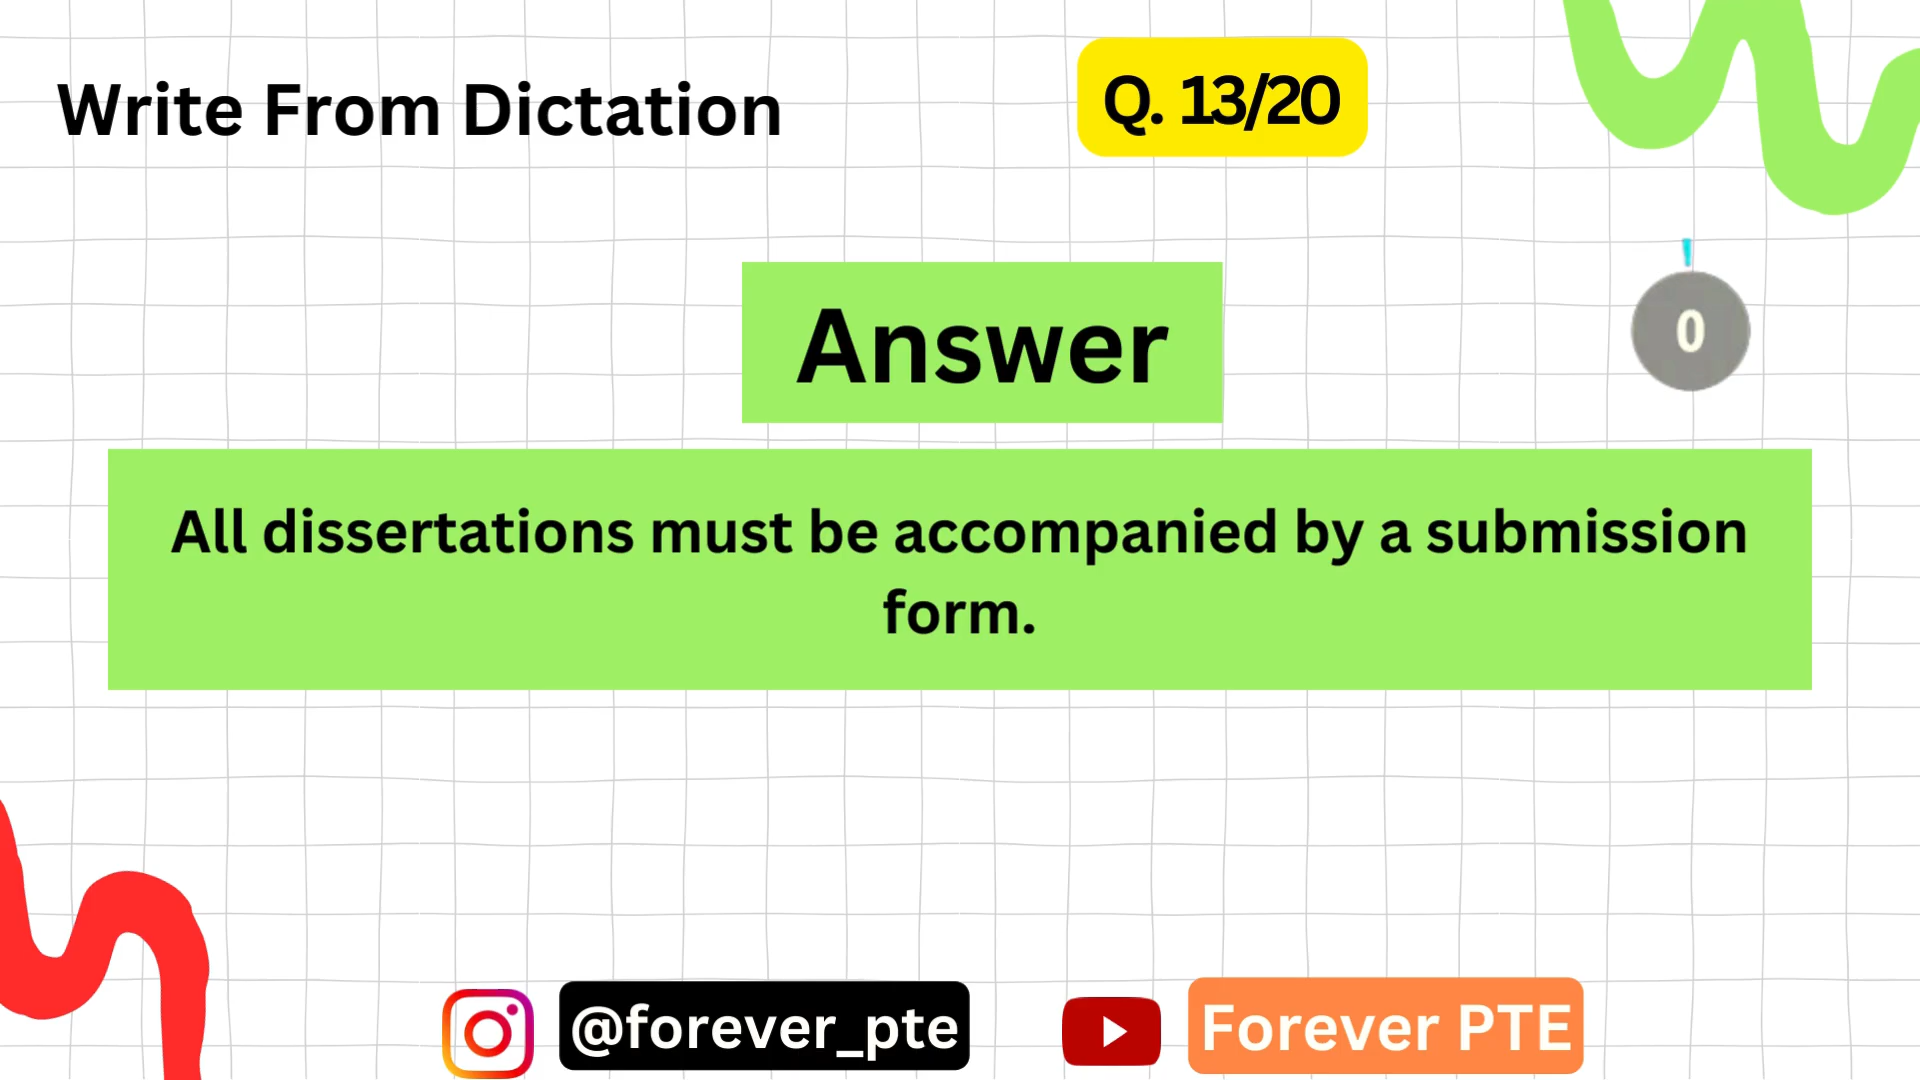 Write From Dictation
Q. 13/20
Answer
0
All dissertations must be accompanied by a submission
form.
@forever_pte
Forever PTE